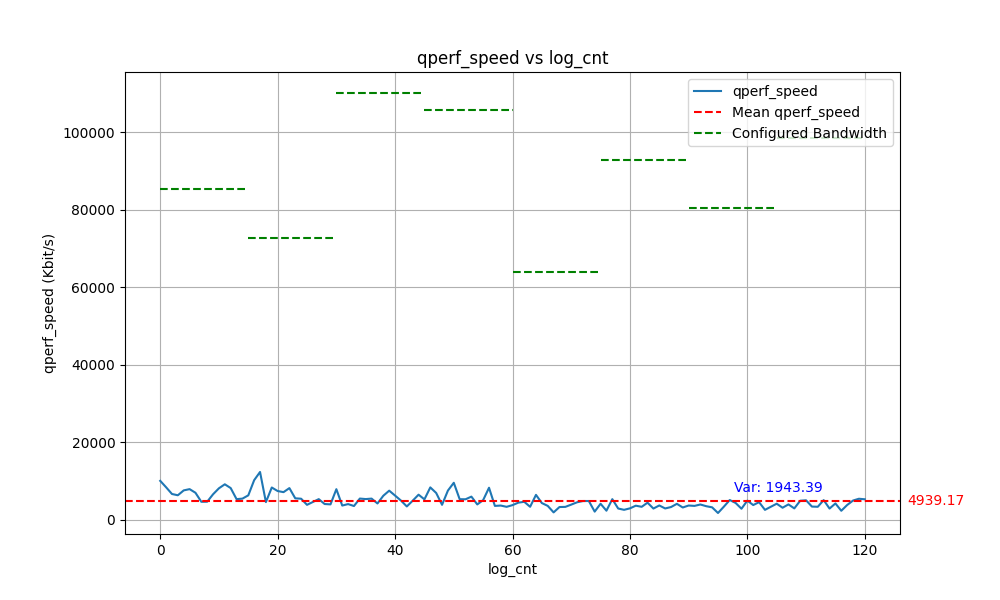 qperf_speed vs log_cnt
qperf_speed
Mean qperf_speed
Configured Bandwidth
qperf_speed (Kbit/s)
100000
80000
60000
40000
20000
0
Var: 1943.39
4939.17
0 20 40 60 80 100 120
log_cnt